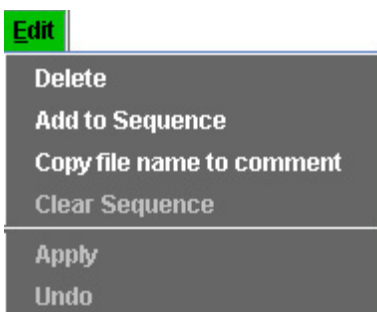 Edit
Delete
Add to Sequence
Copy file name to comment
Clear Sequence
Apply
Undo